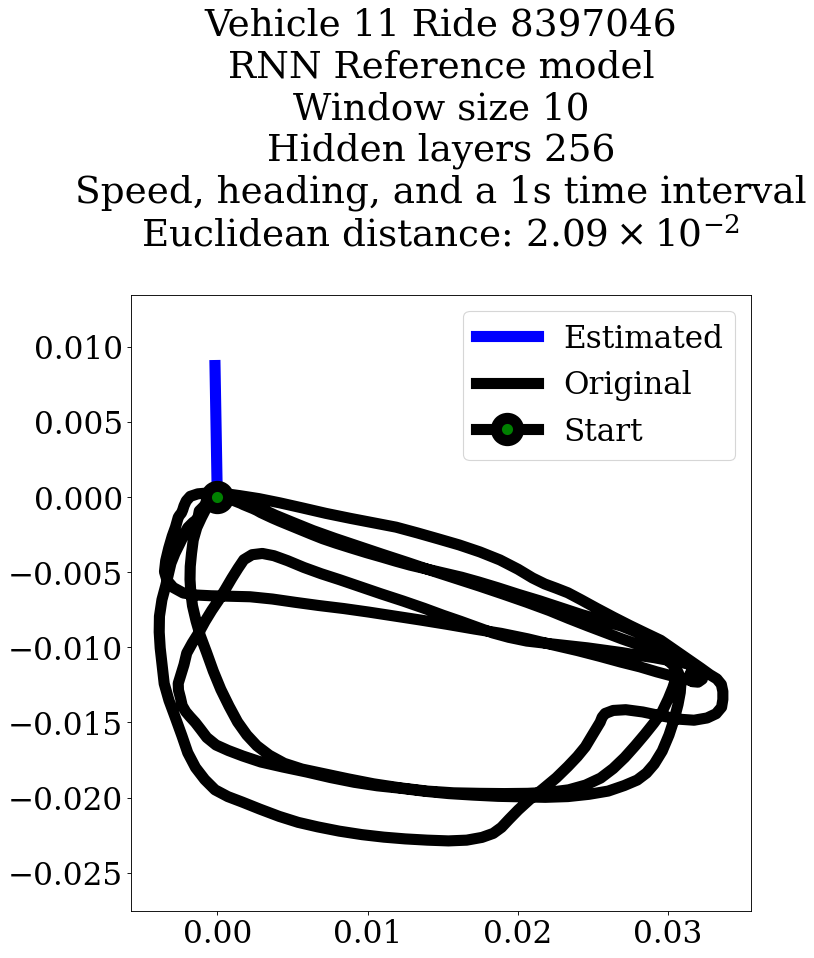 Vehicle 11 Ride 8397046
RNN Reference model
Window size 10
Hidden layers 256
Speed, heading, and a 1s time interval
Euclidean distance: 2.09 × 10⁻²
Estimated
Original
Start
0.010
0.005
0.000
−0.005
−0.010
−0.015
−0.020
−0.025
0.00 0.01 0.02 0.03